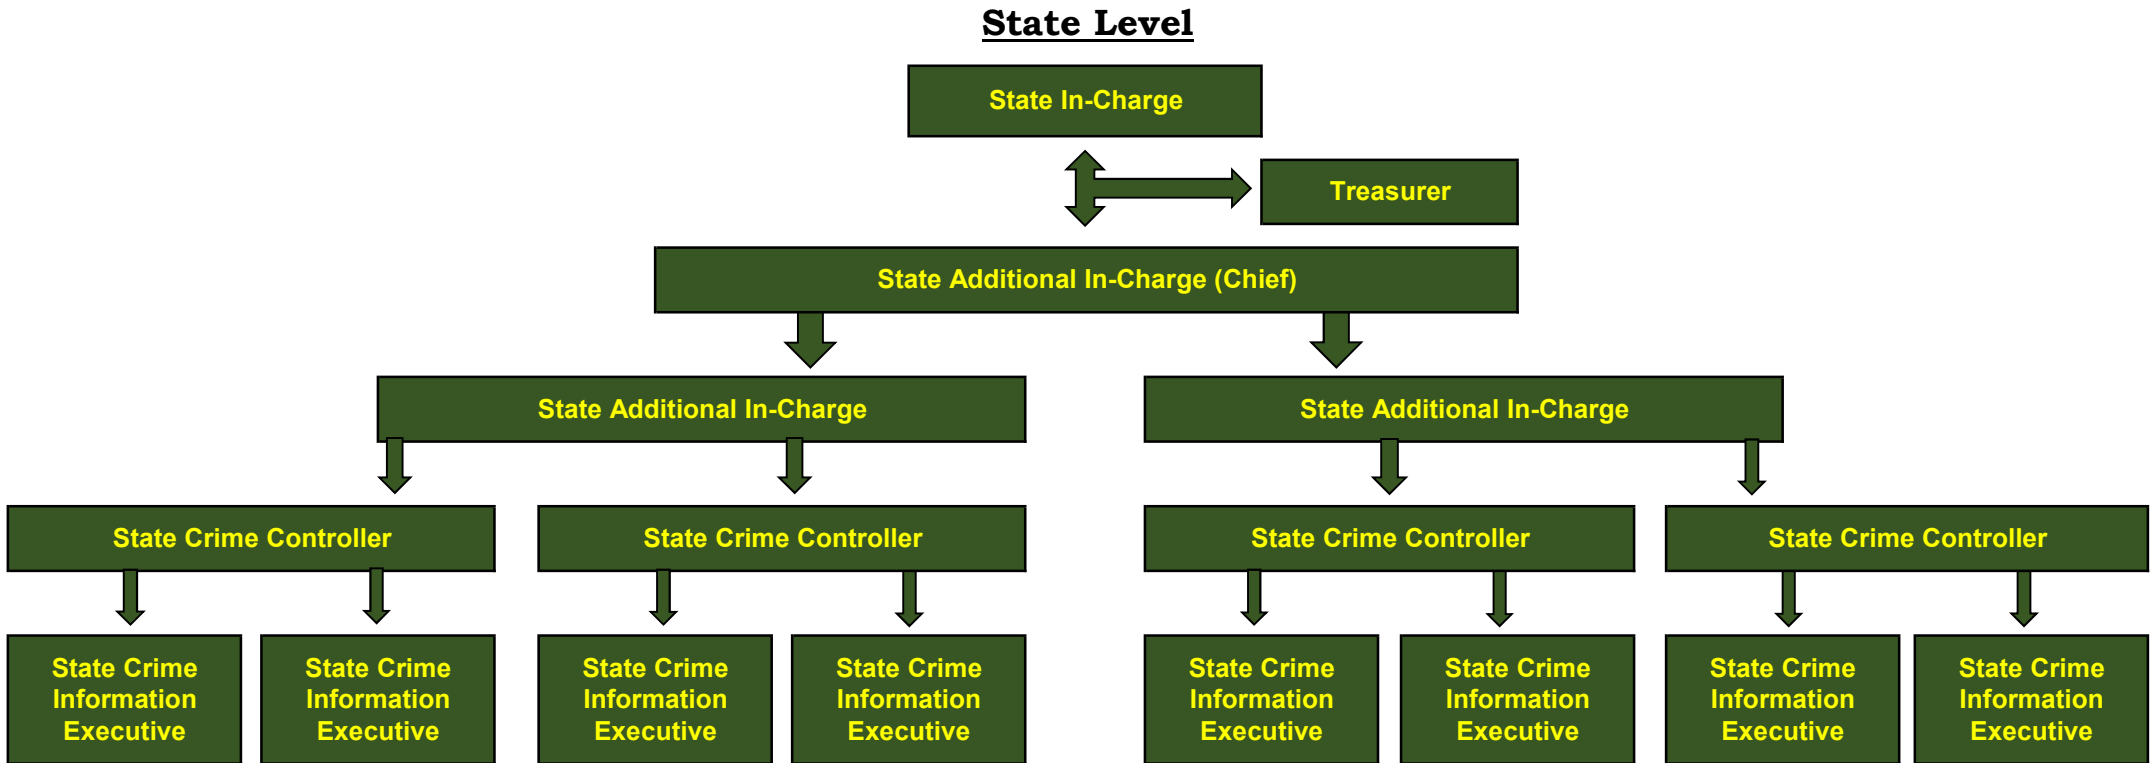 State Level
State In-Charge
Treasurer
State Additional In-Charge (Chief)
State Additional In-Charge
State Additional In-Charge
State Crime Controller
State Crime Controller
State Crime Controller
State Crime Controller
State Crime
Information
Executive
State Crime
Information
Executive
State Crime
Information
Executive
State Crime
Information
Executive
State Crime
Information
Executive
State Crime
Information
Executive
State Crime
Information
Executive
State Crime
Information
Executive